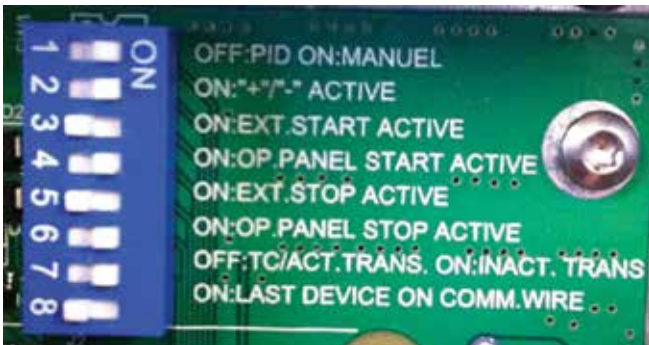 ON
1 OFF:PID ON:MANUEL
2 ON:"+"/"-" ACTIVE
3 ON:EXT.START ACTIVE
4 ON:OP.PANEL START ACTIVE
5 ON:EXT.STOP ACTIVE
6 ON:OP.PANEL STOP ACTIVE
7 OFF:TC/ACT.TRANS. ON:INACT. TRANS
8 ON:LAST DEVICE ON COMM.WIRE